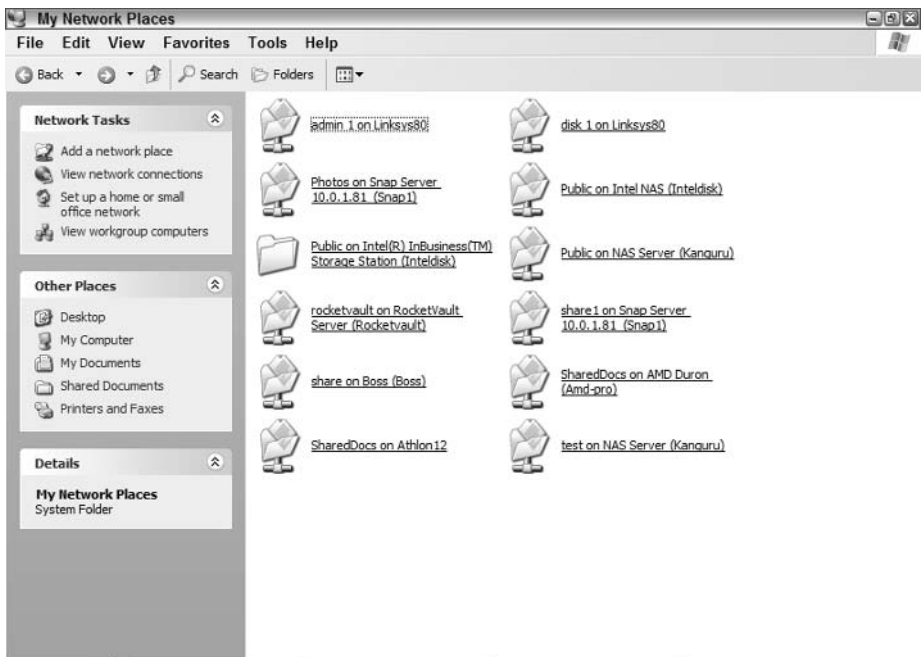 My Network Places
File Edit View Favorites Tools Help
Back Search Folders
Network Tasks
Add a network place
View network connections
Set up a home or small
office network
View workgroup computers
Other Places
Desktop
My Computer
My Documents
Shared Documents
Printers and Faxes
Details
My Network Places
System Folder
admin 1 on Linksys80
disk 1 on Linksys80
Photos on Snap Server
10.0.1.81 (Snap1)
Public on Intel NAS (Inteldisk)
Public on Intel(R) InBusiness(TM)
Storage Station (Inteldisk)
Public on NAS Server (Kanguru)
rocketvault on RocketVault
Server (Rocketvault)
share1 on Snap Server
10.0.1.81 (Snap1)
share on Boss (Boss)
SharedDocs on AMD Duron
(Amd-pro)
SharedDocs on Athlon12
test on NAS Server (Kanguru)